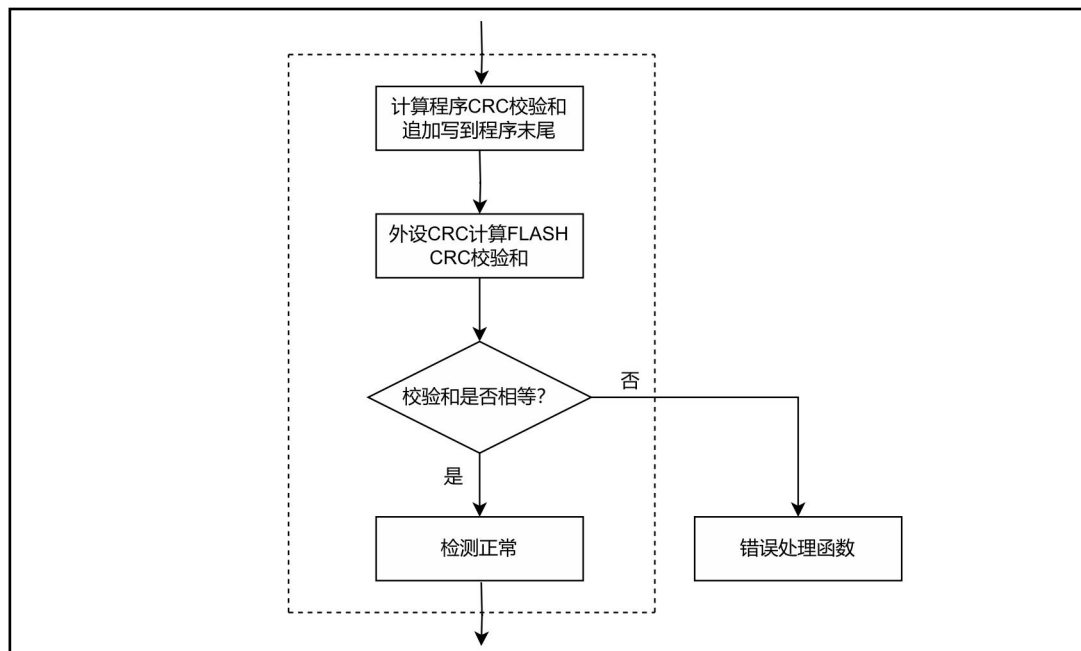 计算程序CRC校验和
追加写到程序末尾
外设CRC计算FLASH
CRC校验和
校验和是否相等?
否
是
检测正常
错误处理函数